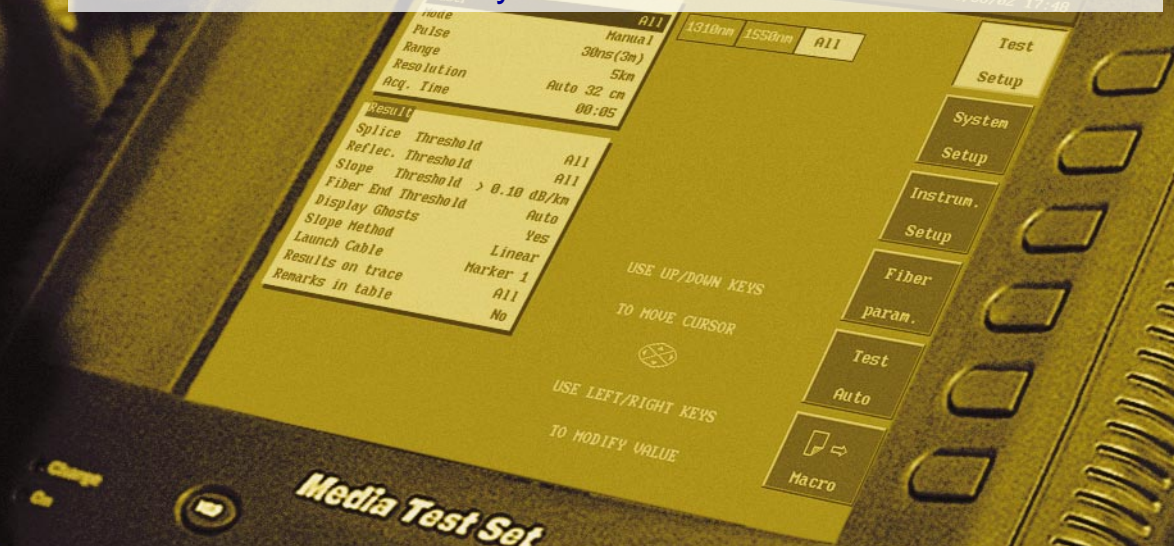 17:48
Mode All
Pulse Manual
Range 30ns(3m)
Resolution 5km
Acq. Time Auto 32 cm
00:05
1310nm 1550nm All
Result
Splice Threshold All
Reflec. Threshold All
Slope Threshold > 0.10 dB/km
Fiber End Threshold Auto
Display Ghosts Yes
Slope Method Linear
Launch Cable Marker 1
Results on trace All
Remarks in table No
USE UP/DOWN KEYS
TO MOVE CURSOR
USE LEFT/RIGHT KEYS
TO MODIFY VALUE
Test
Setup
System
Setup
Instrum.
Setup
Fiber
param.
Test
Auto
Macro
Charge
On
Media Test Set